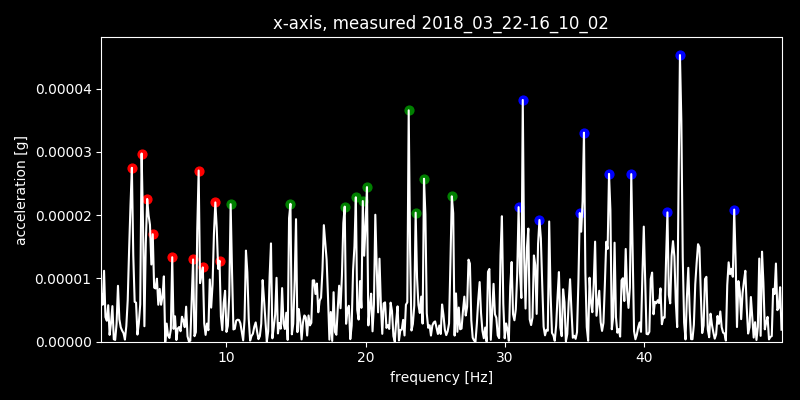 x-axis, measured 2018_03_22-16_10_02
0.00004
0.00003
0.00002
0.00001
0.00000
acceleration [g]
10 20 30 40
frequency [Hz]